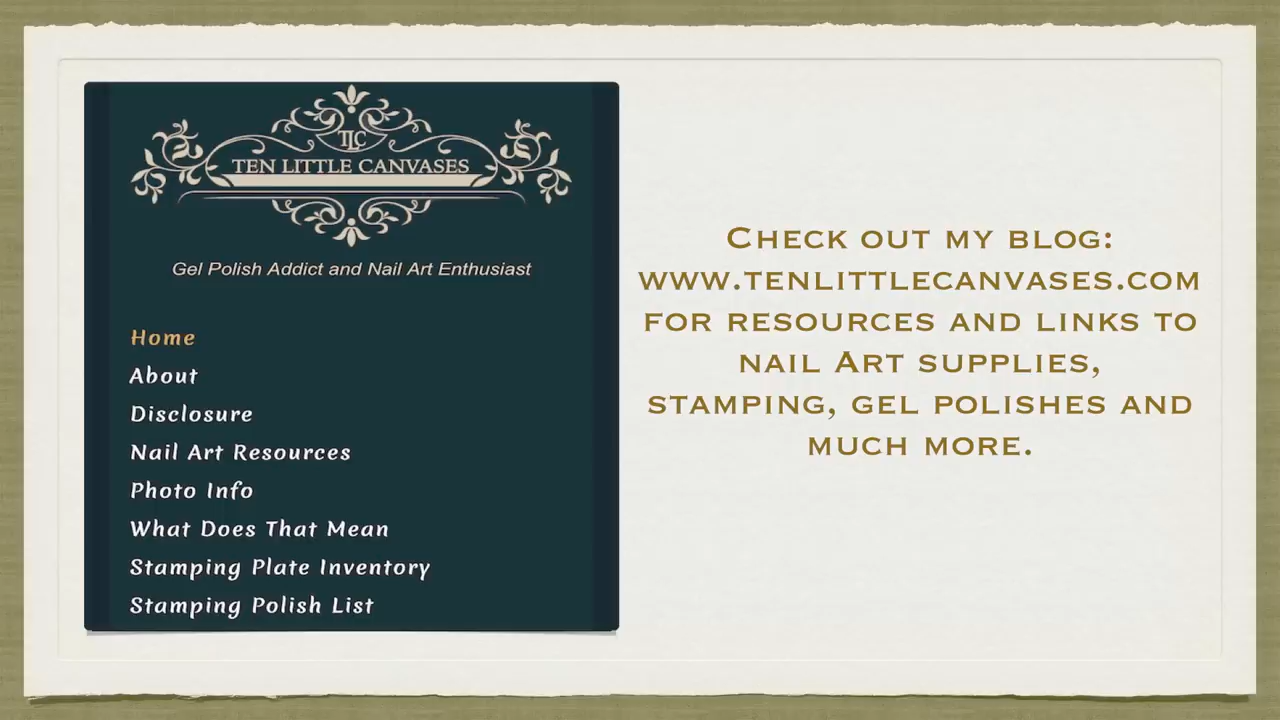 TLC
TEN LITTLE CANVASES
Gel Polish Addict and Nail Art Enthusiast
Home
About
Disclosure
Nail Art Resources
Photo Info
What Does That Mean
Stamping Plate Inventory
Stamping Polish List
Check out my blog:
www.tenlittlecanvases.com
for resources and links to
nail Art supplies,
stamping, gel polishes and
much more.